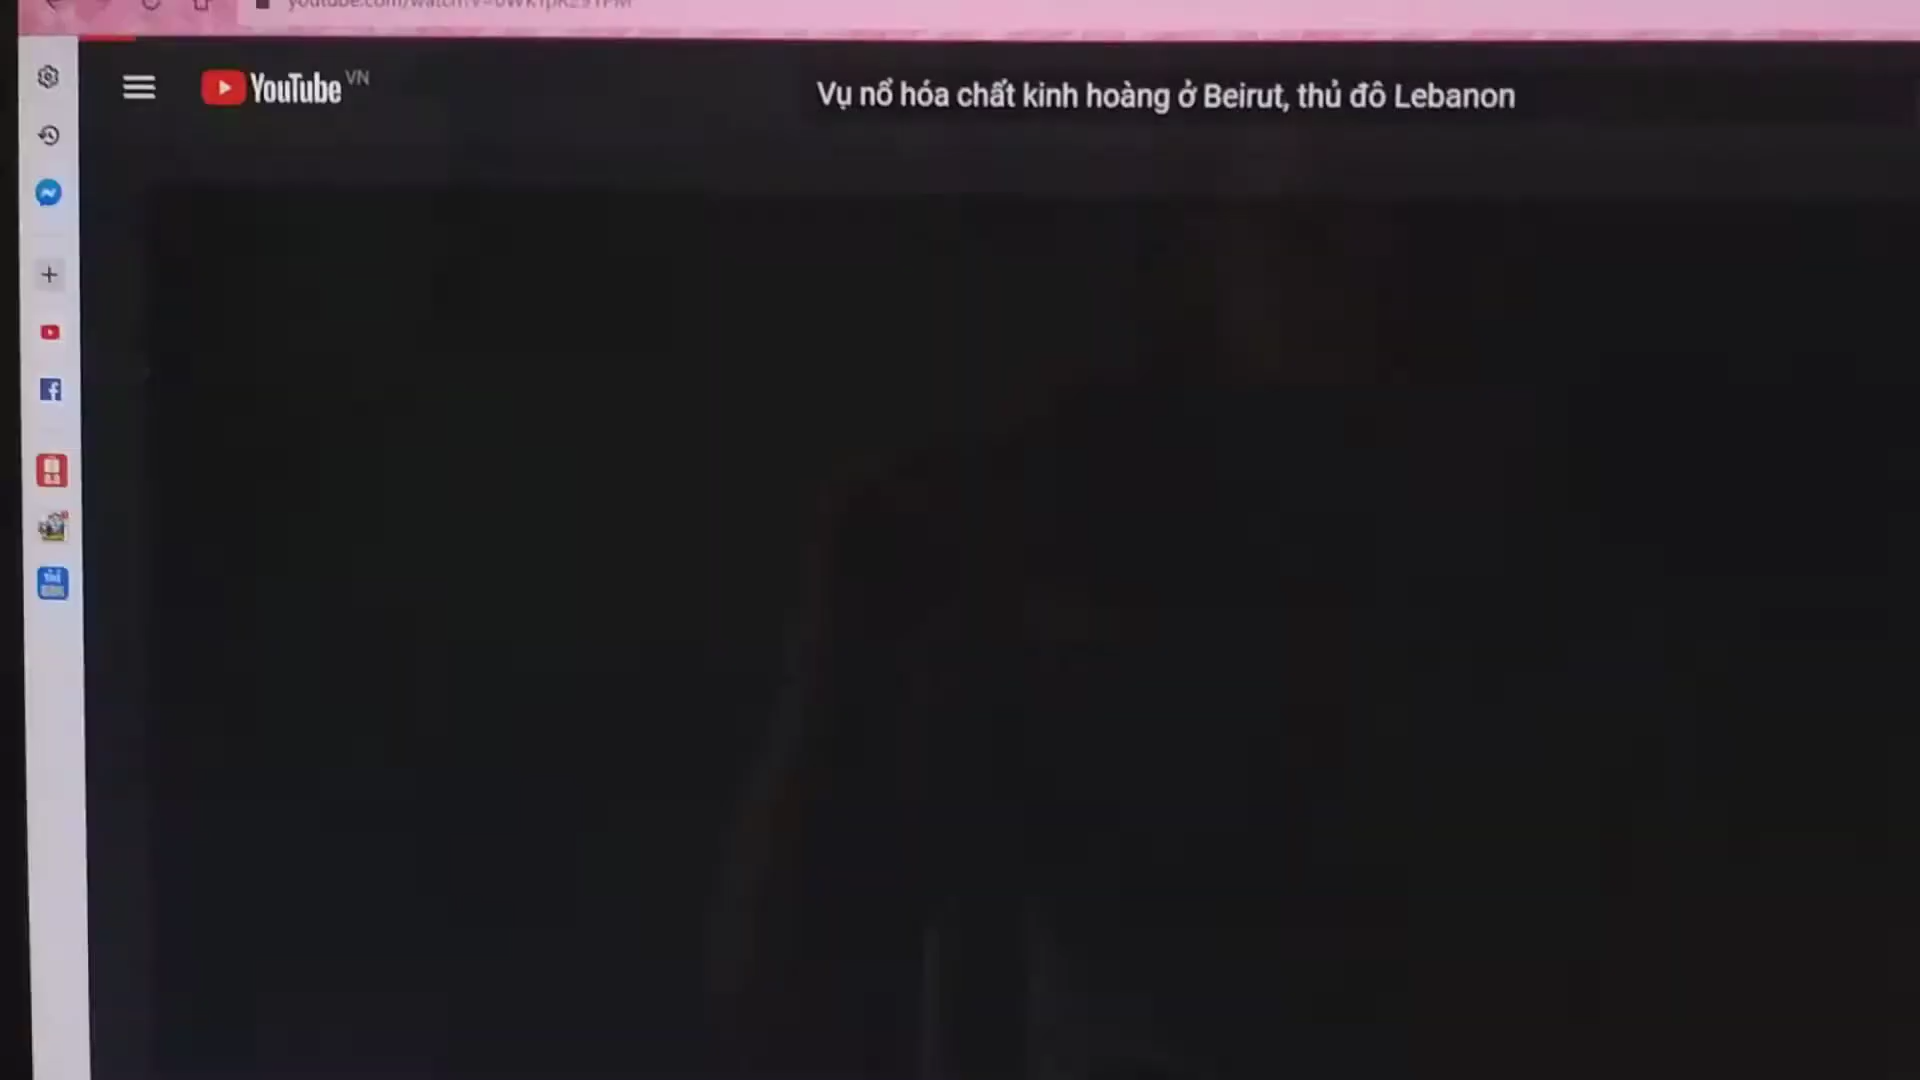 YouTube VN
Vụ nổ hóa chất kinh hoàng ở Beirut, thủ đô Lebanon